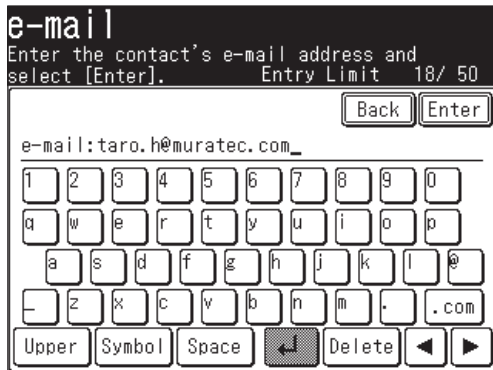 e-mail
Enter the contact's e-mail address and
select [Enter]. Entry Limit 18/ 50
Back Enter
e-mail:taro.h@muratec.com_
1 2 3 4 5 6 7 8 9 0
q w e r t y u i o p
a s d f g h j k l @
_ z x c v b n m . .com
Upper Symbol Space ↵ Delete ◀ ▶